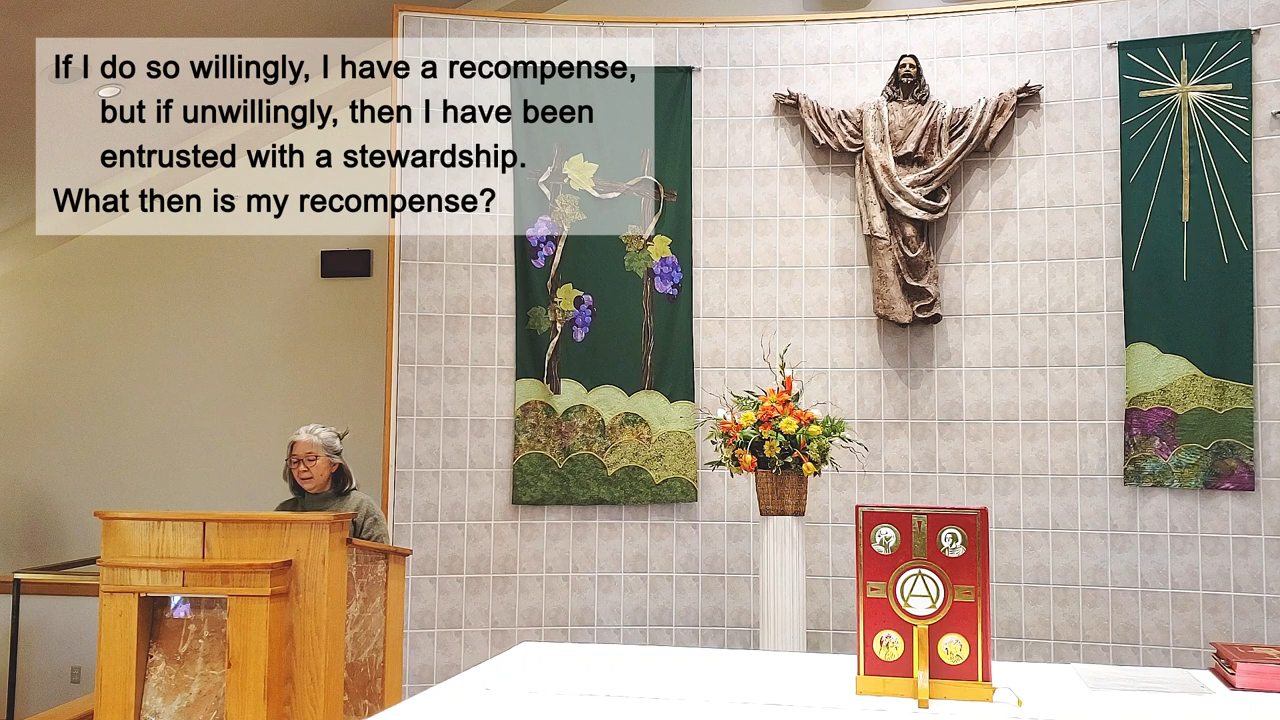 If I do so willingly, I have a recompense,
but if unwillingly, then I have been
entrusted with a stewardship.
What then is my recompense?